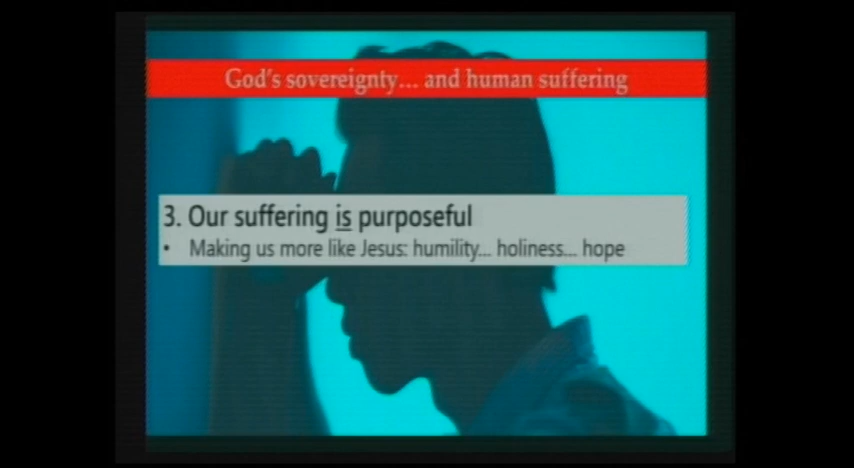 God's sovereignty... and human suffering
3. Our suffering is purposeful
• Making us more like Jesus: humility... holiness... hope